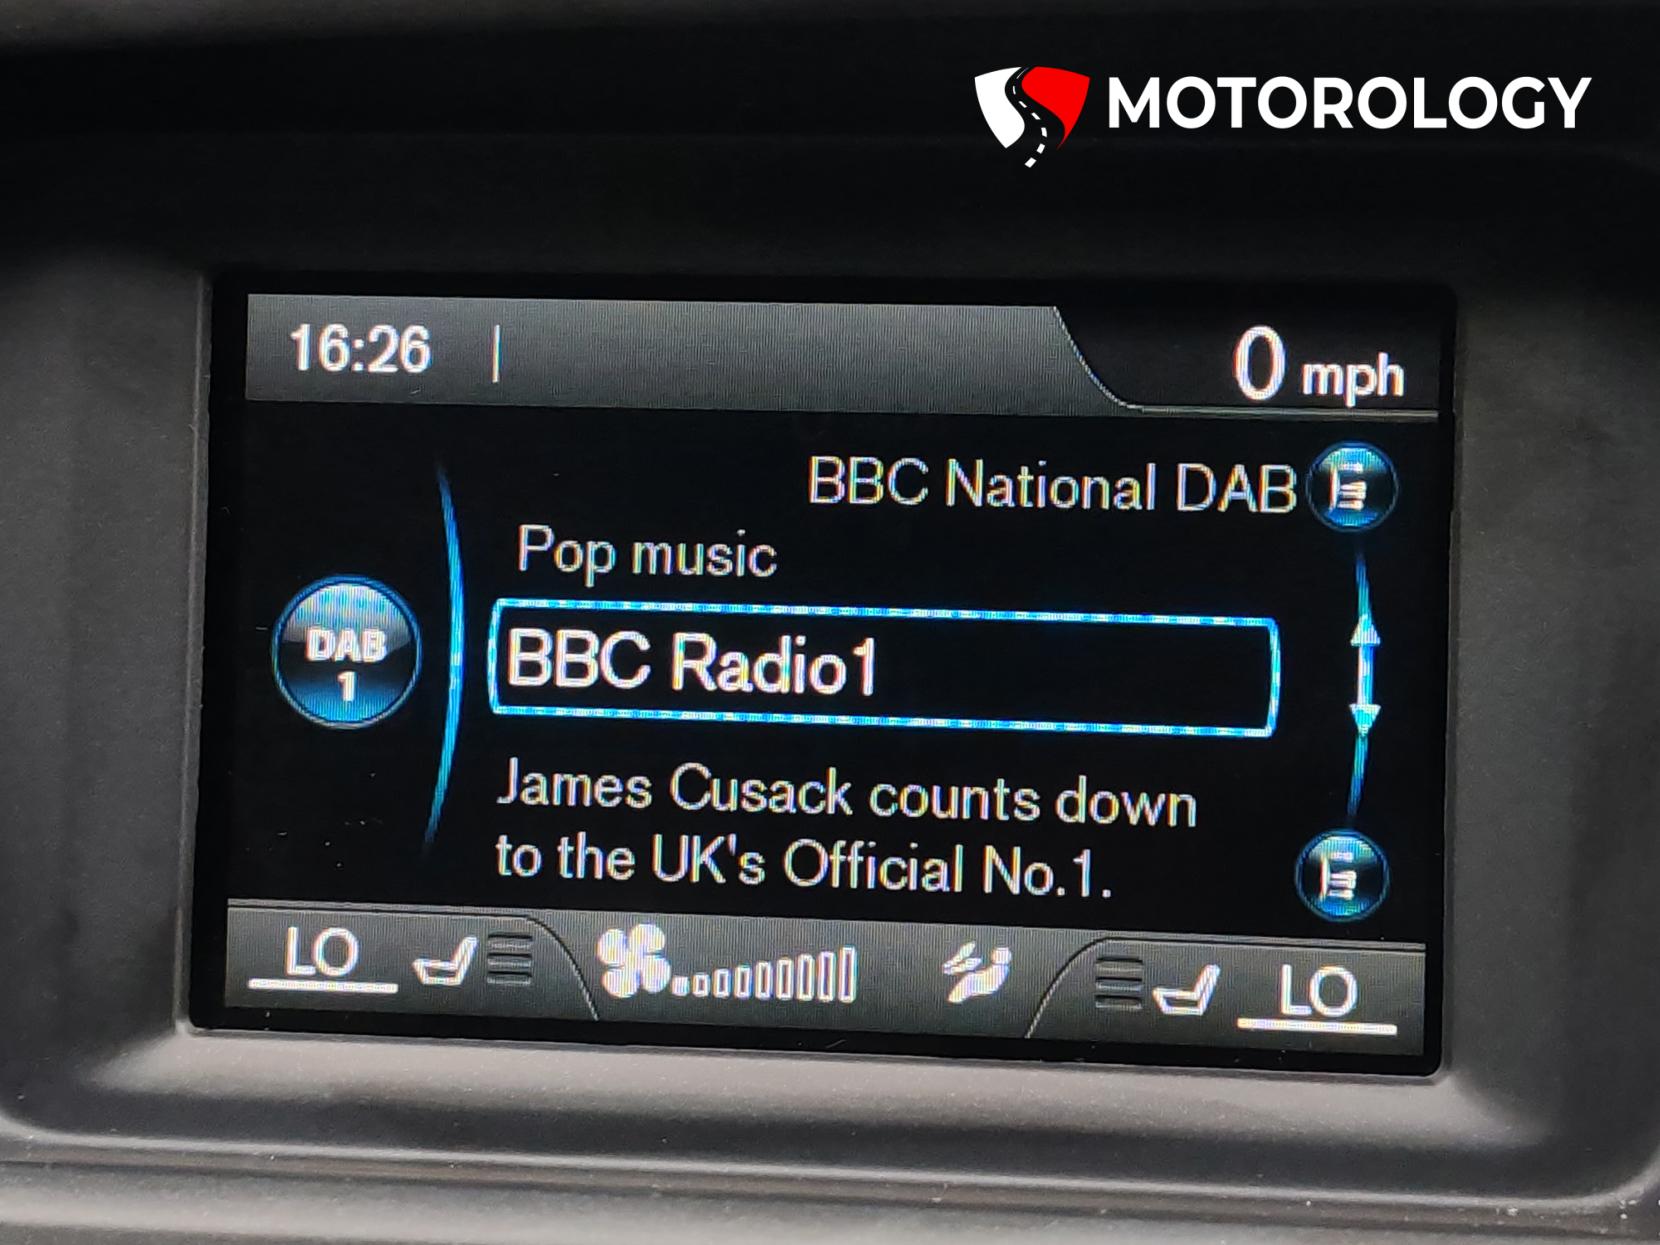 MOTOROLOGY
16:26
0 mph
BBC National DAB
Pop music
DAB
1
BBC Radio1
James Cusack counts down
to the UK's Official No.1.
LO
LO